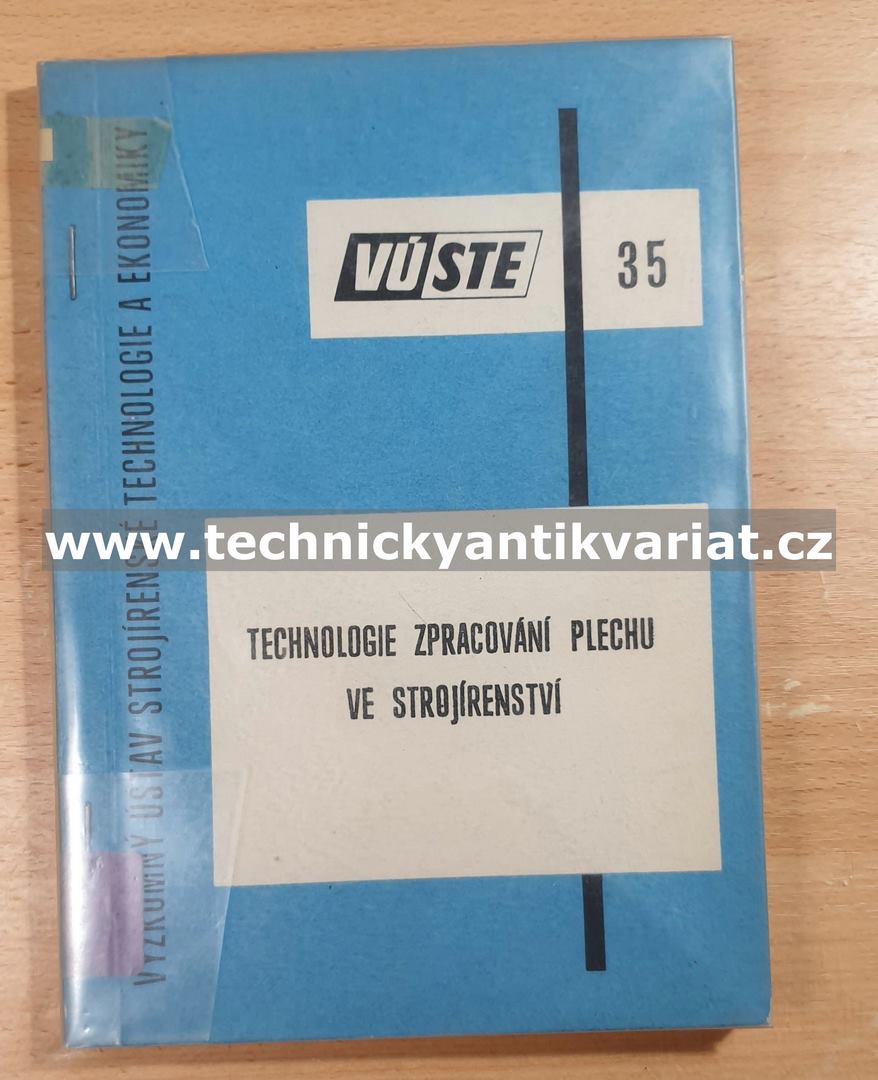 VÝZKUMNÝ ÚSTAV STROJÍRENSKÉ TECHNOLOGIE A EKONOMIKY
VÚSTE
35
www.technickyantikvariat.cz
TECHNOLOGIE ZPRACOVÁNÍ PLECHU
VE STROJÍRENSTVÍ